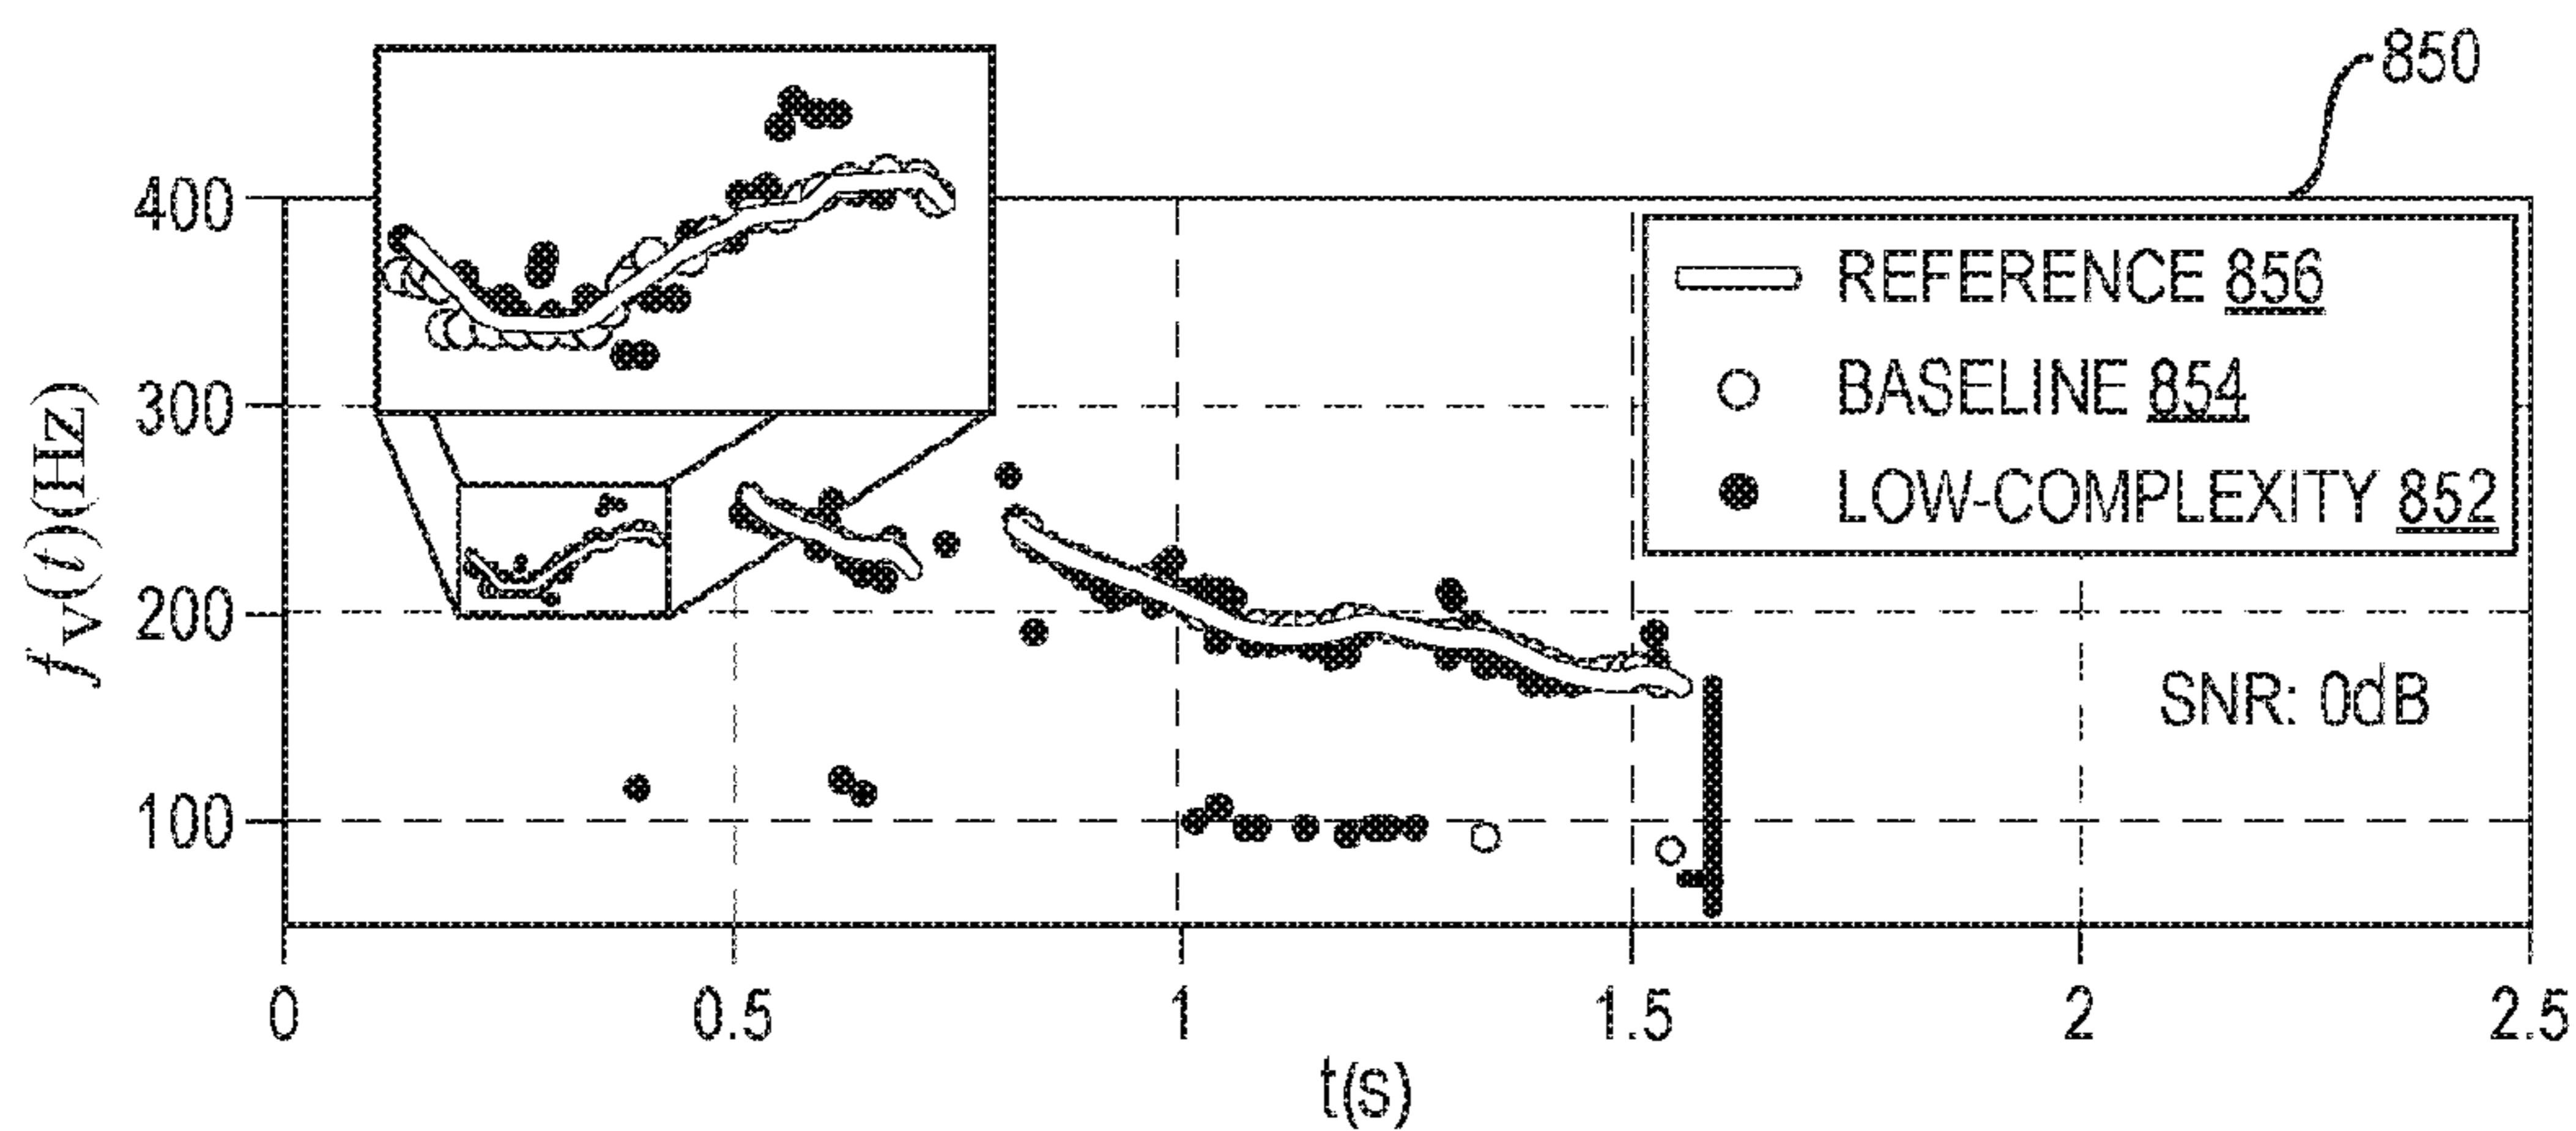 850
400
300
200
100
f_V(t)(Hz)
REFERENCE 856
BASELINE 854
LOW-COMPLEXITY 852
SNR: 0dB
0
0.5
1
1.5
2
2.5
t(s)